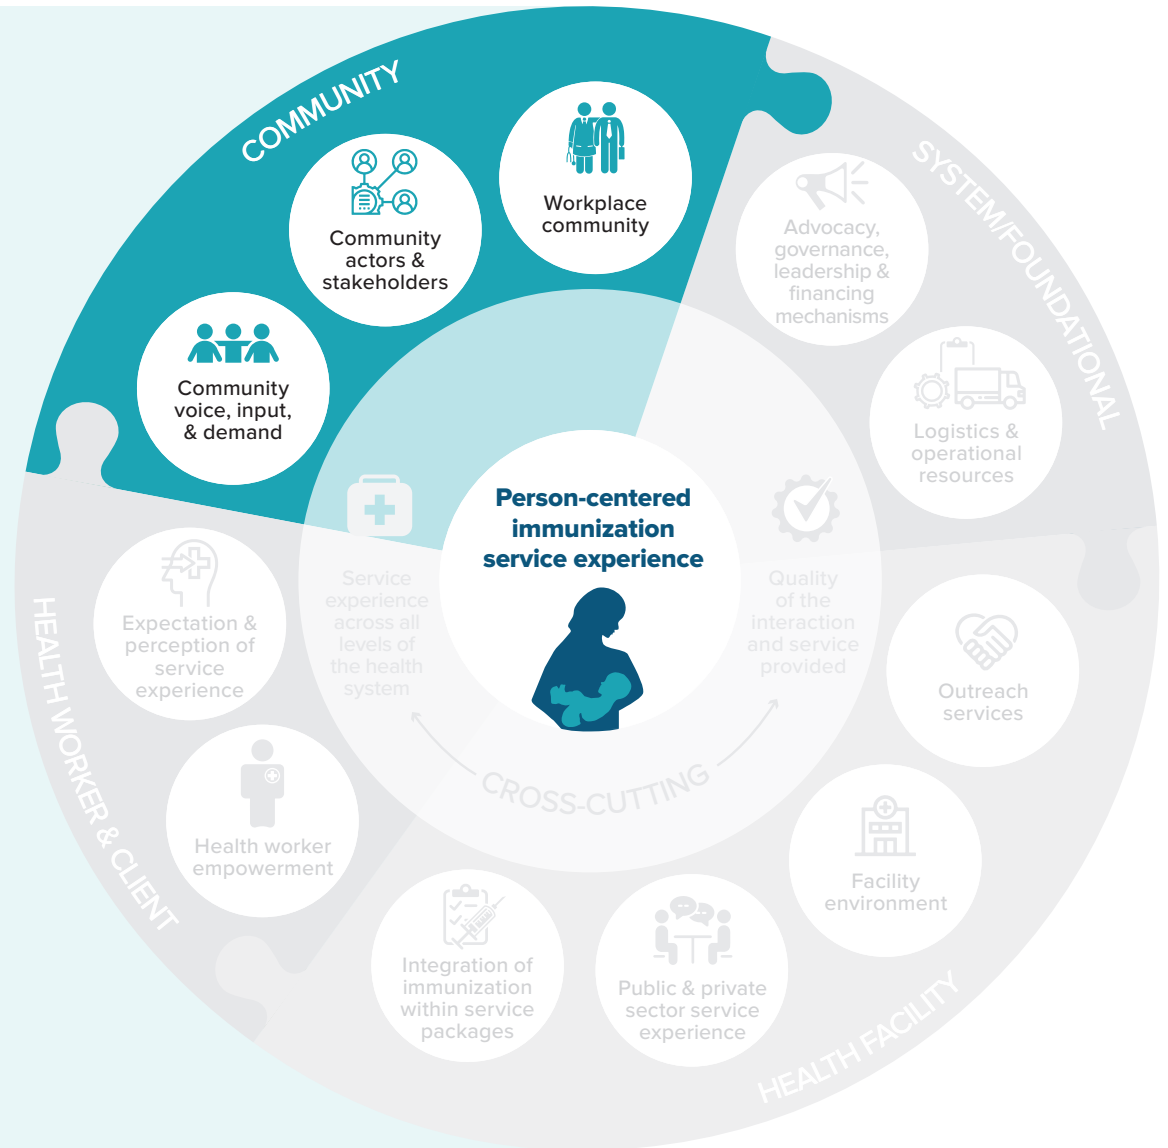 COMMUNITY
Workplace
community
Community
actors &
stakeholders
Community
voice, input,
& demand
SYSTEM/FOUNDATIONAL
Advocacy,
governance,
leadership &
financing
mechanisms
Logistics &
operational
resources
Person-centered
immunization
service experience
Service
experience
across all
levels of
the health
system
Quality
of the
interaction
and service
provided
CROSS-CUTTING
HEALTH WORKER & CLIENT
Expectation &
perception of
service
experience
Health worker
empowerment
HEALTH FACILITY
Outreach
services
Facility
environment
Public & private
sector service
experience
Integration of
immunization
within service
packages